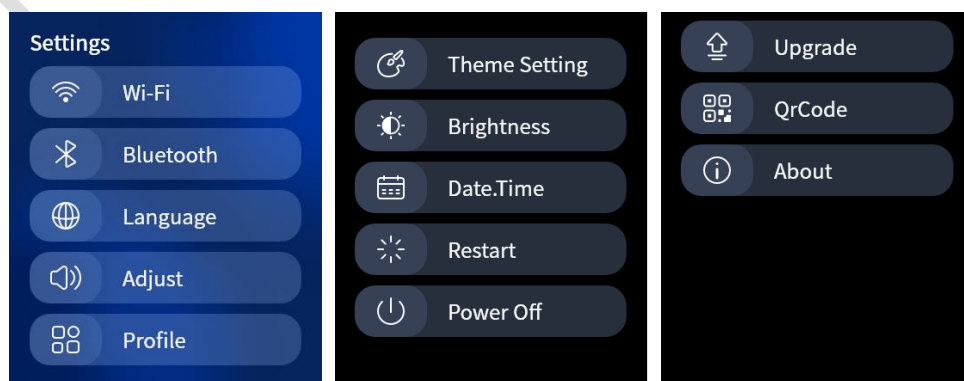 Settings
Wi-Fi
Bluetooth
Language
Adjust
Profile
Theme Setting
Brightness
Date.Time
Restart
Power Off
Upgrade
QrCode
About